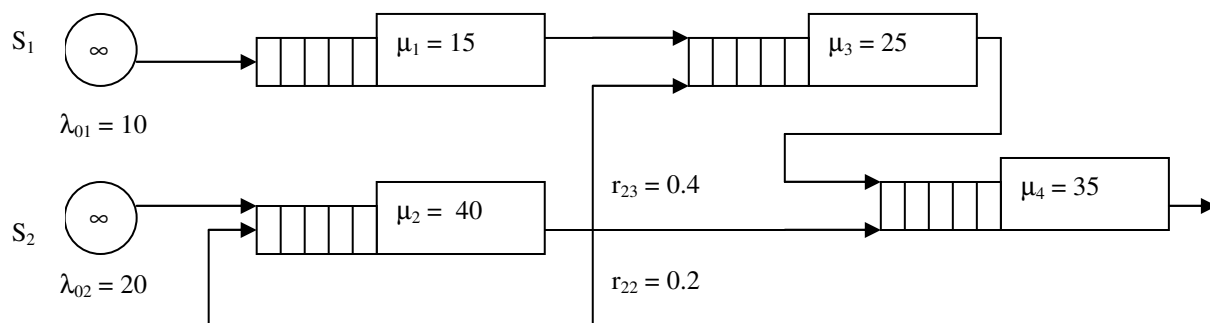 S₁
∞
λ₀₁ = 10
μ₁ = 15
μ₃ = 25
S₂
∞
λ₀₂ = 20
μ₂ = 40
r₂₃ = 0.4
r₂₂ = 0.2
μ₄ = 35